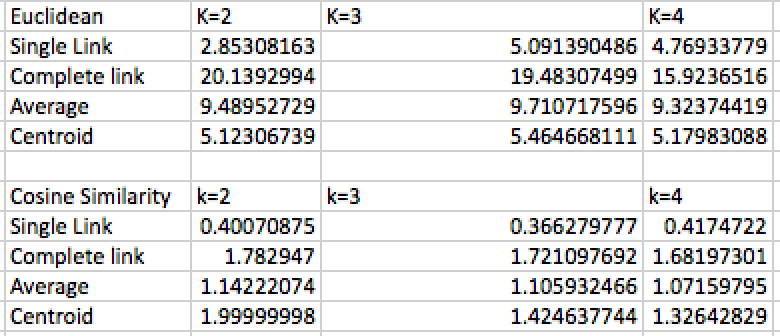 Euclidean K=2 K=3 K=4
Single Link 2.85308163 5.091390486 4.76933779
Complete link 20.1392994 19.48307499 15.9236516
Average 9.48952729 9.710717596 9.32374419
Centroid 5.12306739 5.464668111 5.17983088
Cosine Similarity k=2 k=3 k=4
Single Link 0.40070875 0.366279777 0.4174722
Complete link 1.782947 1.721097692 1.68197301
Average 1.14222074 1.105932466 1.07159795
Centroid 1.99999998 1.424637744 1.32642829